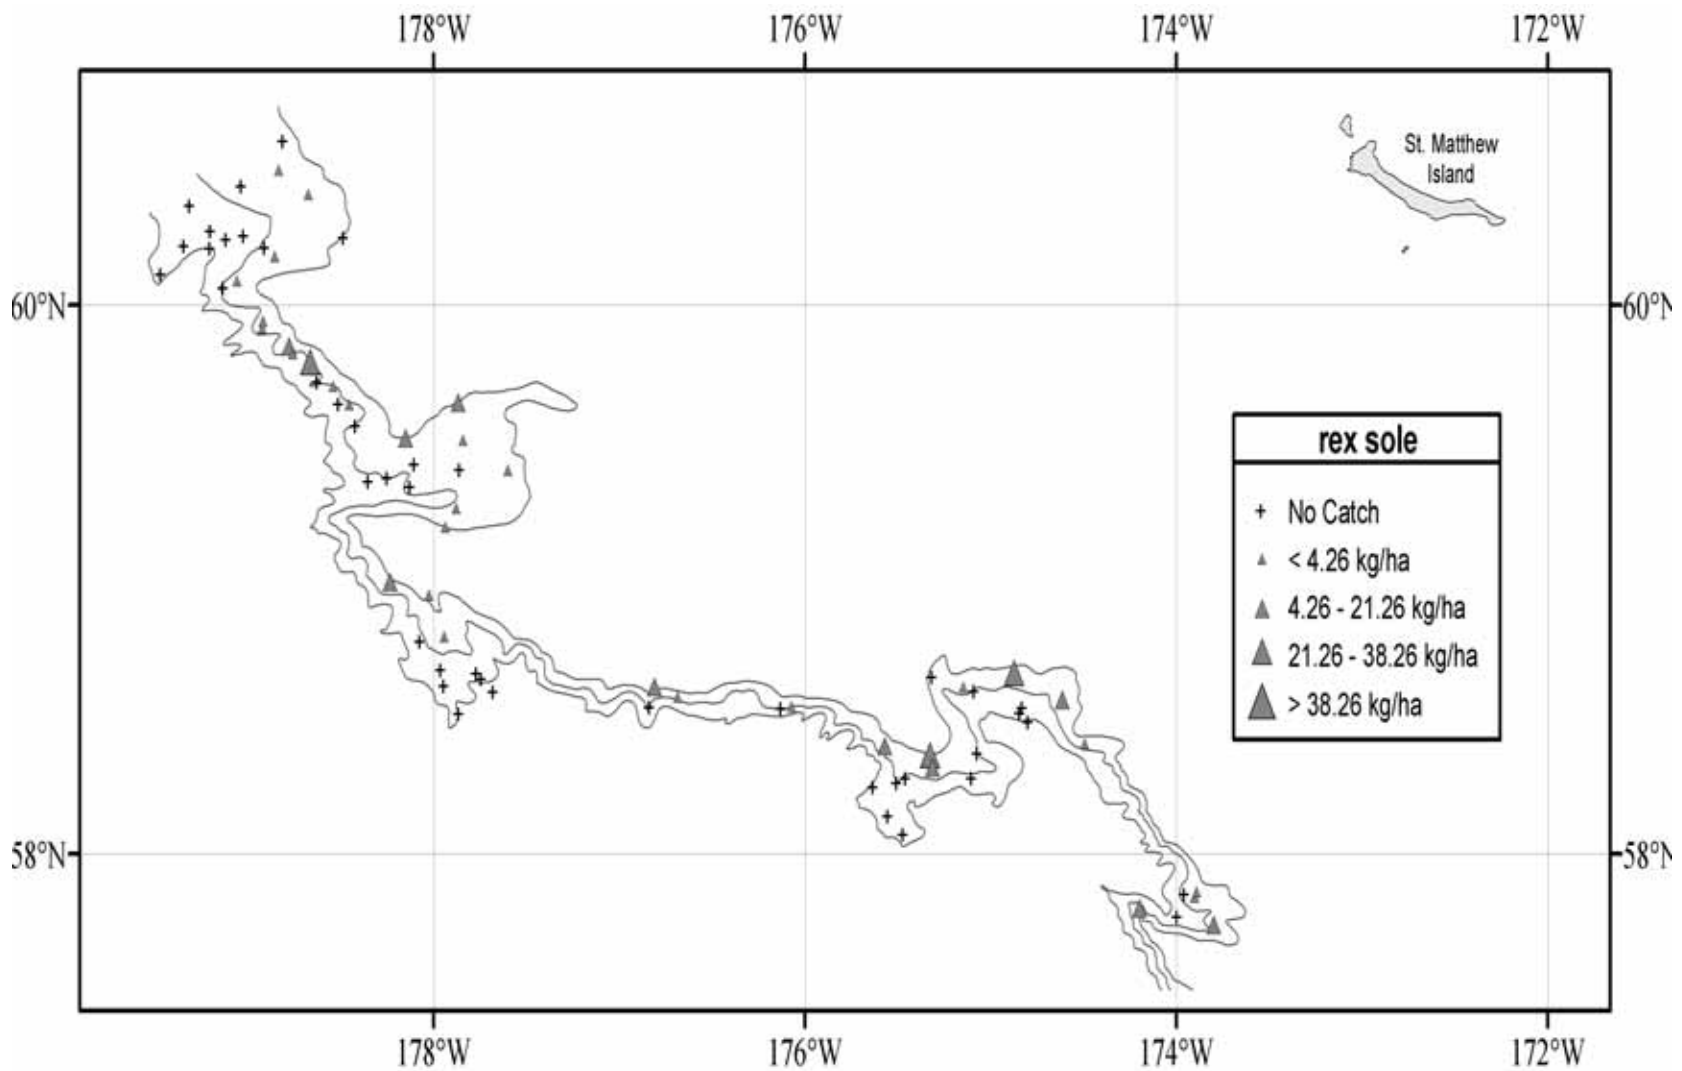 178°W 176°W 174°W 172°W
St. Matthew
Island
60°N 60°N
rex sole
No Catch
< 4.26 kg/ha
4.26 - 21.26 kg/ha
21.26 - 38.26 kg/ha
> 38.26 kg/ha
58°N 58°N
178°W 176°W 174°W 172°W